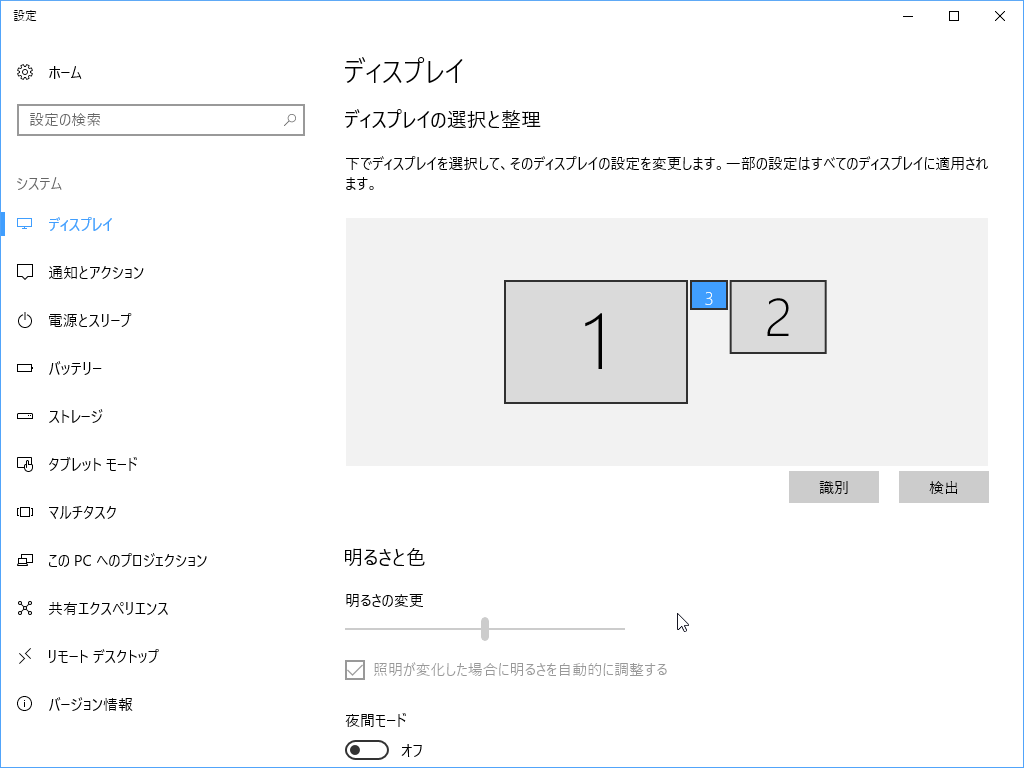 設定
ホーム
設定の検索
システム
ディスプレイ
通知とアクション
電源とスリープ
バッテリー
ストレージ
タブレット モード
マルチタスク
この PC へのプロジェクション
共有エクスペリエンス
リモート デスクトップ
バージョン情報
ディスプレイ
ディスプレイの選択と整理
下でディスプレイを選択して、そのディスプレイの設定を変更します。一部の設定はすべてのディスプレイに適用され
ます。
1
3
2
識別
検出
明るさと色
明るさの変更
照明が変化した場合に明るさを自動的に調整する
夜間モード
オフ